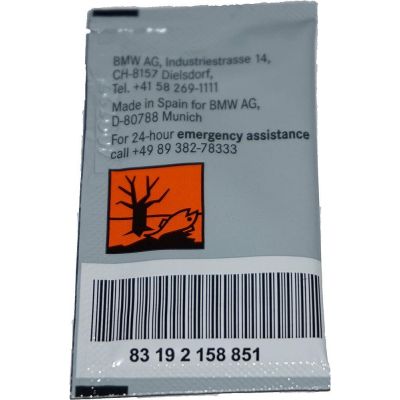 BMW AG, Industriestrasse 14,
CH-8157 Dielsdorf,
Tel. +41 58 269-1111
Made in Spain for BMW AG,
D-80788 Munich
For 24-hour emergency assistance
call +49 89 382-78333
83 19 2 158 851